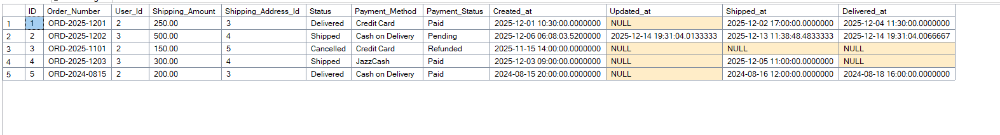 ID Order_Number User_Id Shipping_Amount Shipping_Address_Id Status Payment_Method Payment_Status Created_at Updated_at Shipped_at Delivered_at
1 1 ORD-2025-1201 2 250.00 3 Delivered Credit Card Paid 2025-12-01 10:30:00.0000000 NULL 2025-12-02 17:00:00.0000000 2025-12-04 11:30:00.0000000
2 2 ORD-2025-1202 3 500.00 4 Shipped Cash on Delivery Pending 2025-12-06 06:08:03.5200000 2025-12-14 19:31:04.0133333 2025-12-13 11:38:48.4833333 2025-12-14 19:31:04.0066667
3 3 ORD-2025-1101 2 150.00 5 Cancelled Credit Card Refunded 2025-11-15 14:00:00.0000000 NULL NULL NULL
4 4 ORD-2025-1203 3 300.00 4 Shipped JazzCash Paid 2025-12-03 09:00:00.0000000 NULL 2025-12-05 11:00:00.0000000 NULL
5 5 ORD-2024-0815 2 200.00 3 Delivered Cash on Delivery Paid 2024-08-15 20:00:00.0000000 NULL 2024-08-16 12:00:00.0000000 2024-08-18 16:00:00.0000000